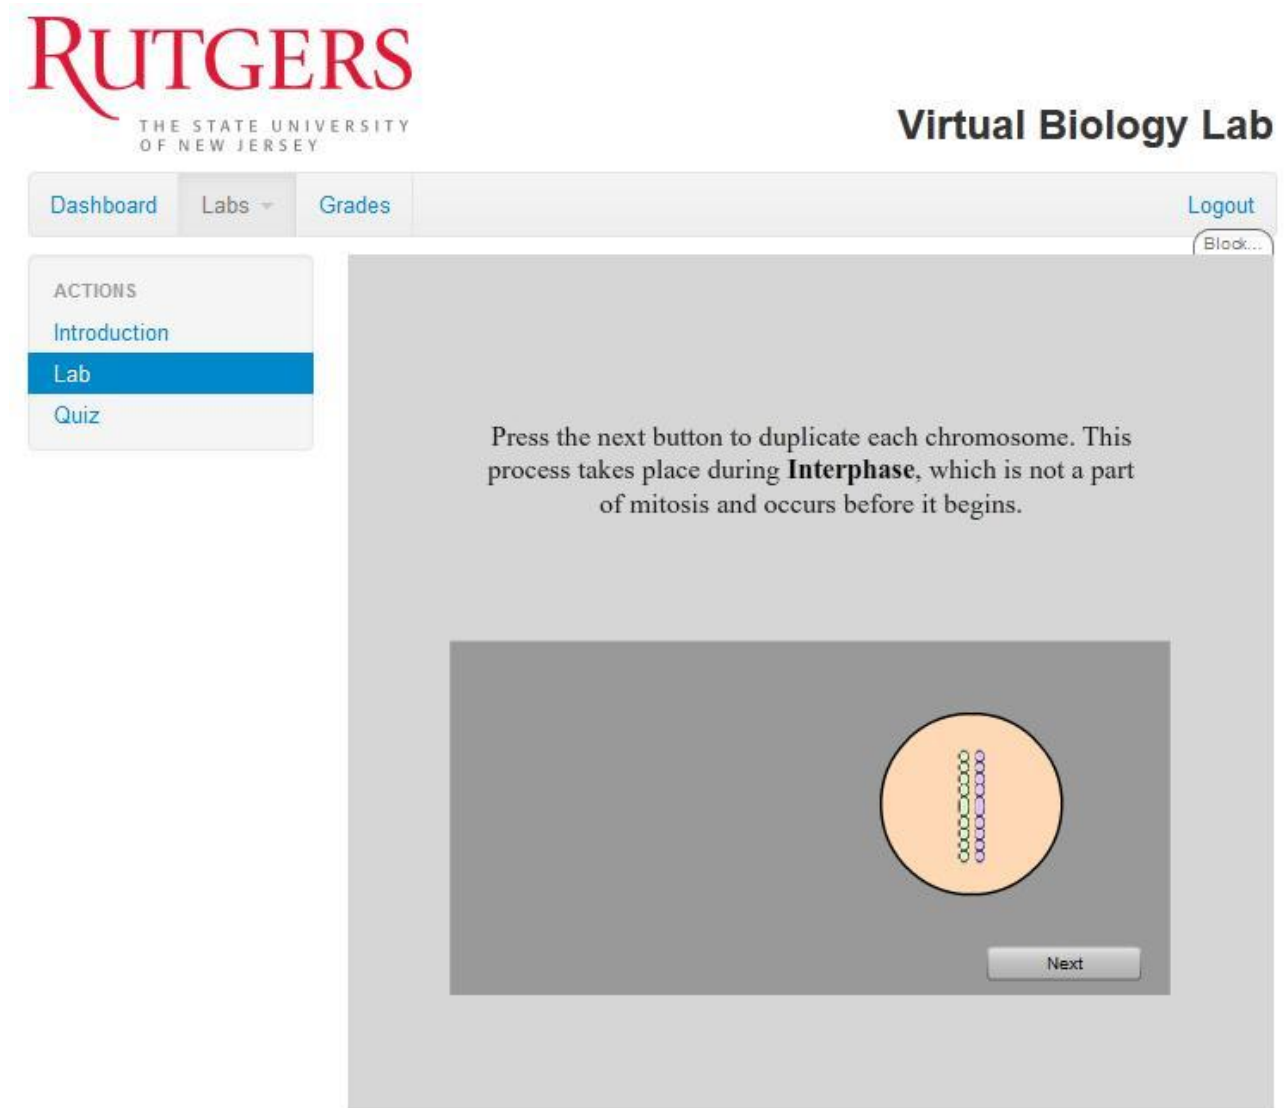 RUTGERS
THE STATE UNIVERSITY
OF NEW JERSEY
Virtual Biology Lab
Dashboard Labs Grades Logout
Block...
ACTIONS
Introduction
Lab
Quiz
Press the next button to duplicate each chromosome. This
process takes place during Interphase, which is not a part
of mitosis and occurs before it begins.
Next